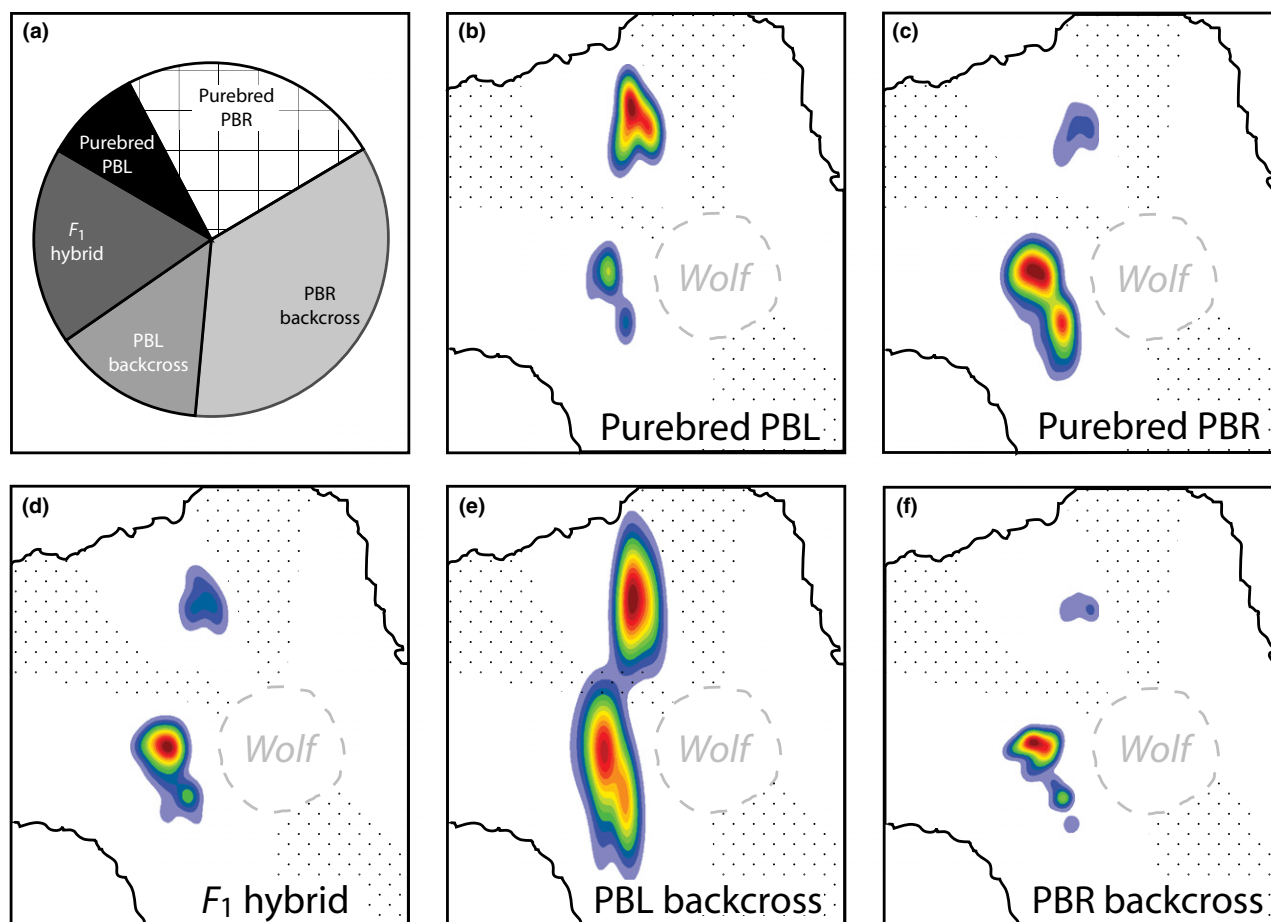 (a)
Purebred
PBR
Purebred
PBL
F1
hybrid
PBL
backcross
PBR
backcross
(b)
Wolf
Purebred PBL
(c)
Wolf
Purebred PBR
(d)
Wolf
F1 hybrid
(e)
Wolf
PBL backcross
(f)
Wolf
PBR backcross